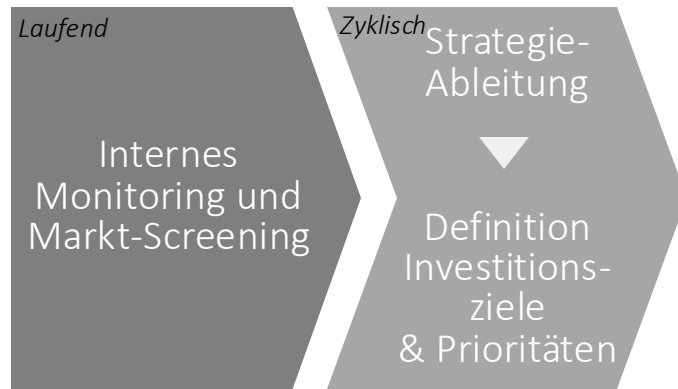 Laufend
Internes
Monitoring und
Markt-Screening
Zyklisch
Strategie-
Ableitung
Definition
Investitions-
ziele
& Prioritäten